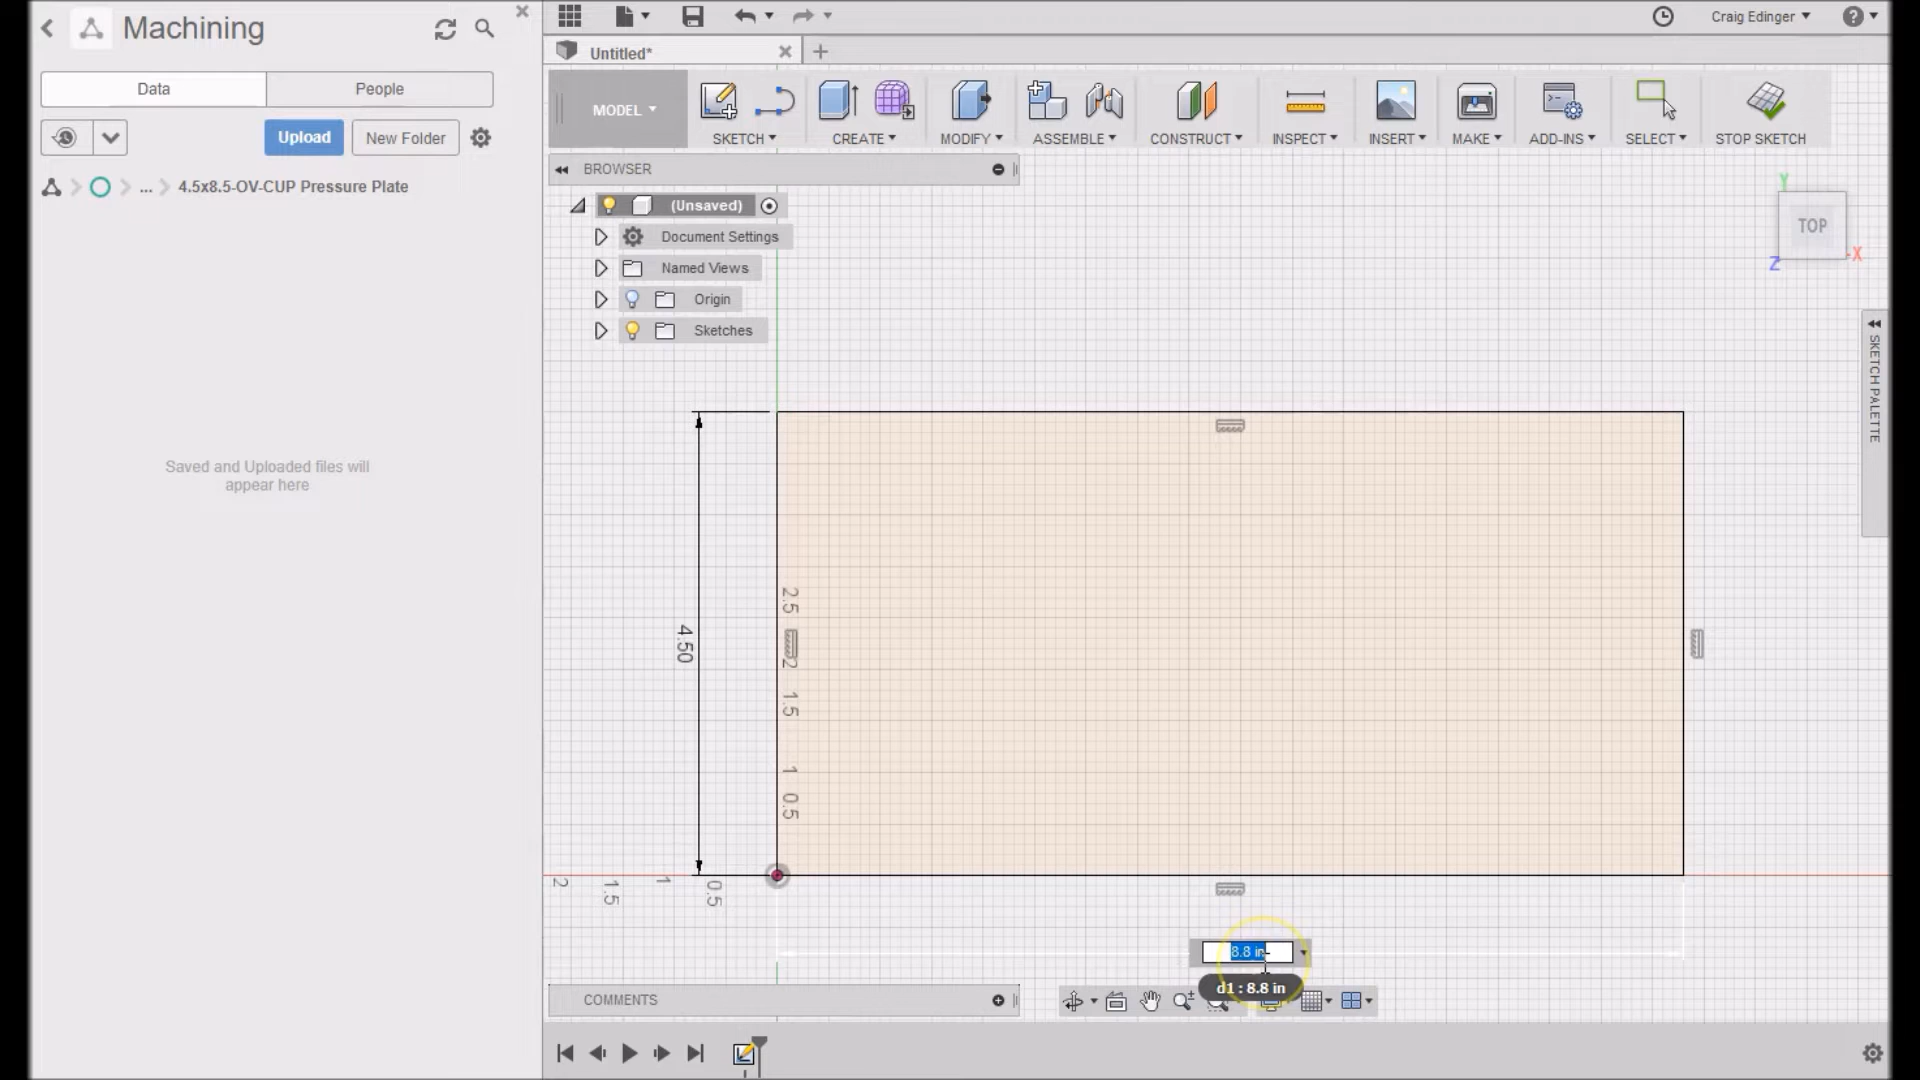 Machining
Data
People
Upload
New Folder
... 4.5x8.5-OV-CUP Pressure Plate
Saved and Uploaded files will
appear here
Craig Edinger
Untitled*
MODEL
SKETCH
CREATE
MODIFY
ASSEMBLE
CONSTRUCT
INSPECT
INSERT
MAKE
ADD-INS
SELECT
STOP SKETCH
BROWSER
(Unsaved)
Document Settings
Named Views
Origin
Sketches
Y
TOP
X
Z
SKETCH PALETTE
4.50
2.5
2
1.5
1
0.5
2
1.5
1
0.5
8.8 in
d1 : 8.8 in
COMMENTS